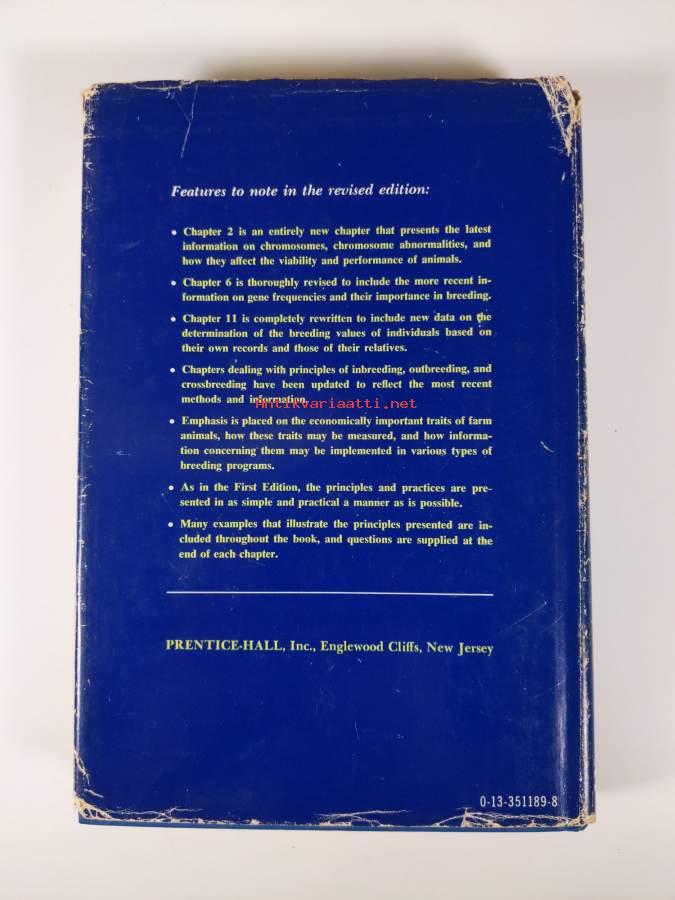 Features to note in the revised edition:
• Chapter 2 is an entirely new chapter that presents the latest
information on chromosomes, chromosome abnormalities, and
how they affect the viability and performance of animals.
• Chapter 6 is thoroughly revised to include the more recent in-
formation on gene frequencies and their importance in breeding.
• Chapter 11 is completely rewritten to include new data on the
determination of the breeding values of individuals based on
their own records and those of their relatives.
• Chapters dealing with principles of inbreeding, outbreeding, and
crossbreeding have been updated to reflect the most recent
methods and information.
Antikvariaatti.net
• Emphasis is placed on the economically important traits of farm
animals, how these traits may be measured, and how informa-
tion concerning them may be implemented in various types of
breeding programs.
• As in the First Edition, the principles and practices are pre-
sented in as simple and practical a manner as is possible.
• Many examples that illustrate the principles presented are in-
cluded throughout the book, and questions are supplied at the
end of each chapter.
PRENTICE-HALL, Inc., Englewood Cliffs, New Jersey
0-13-351189-8